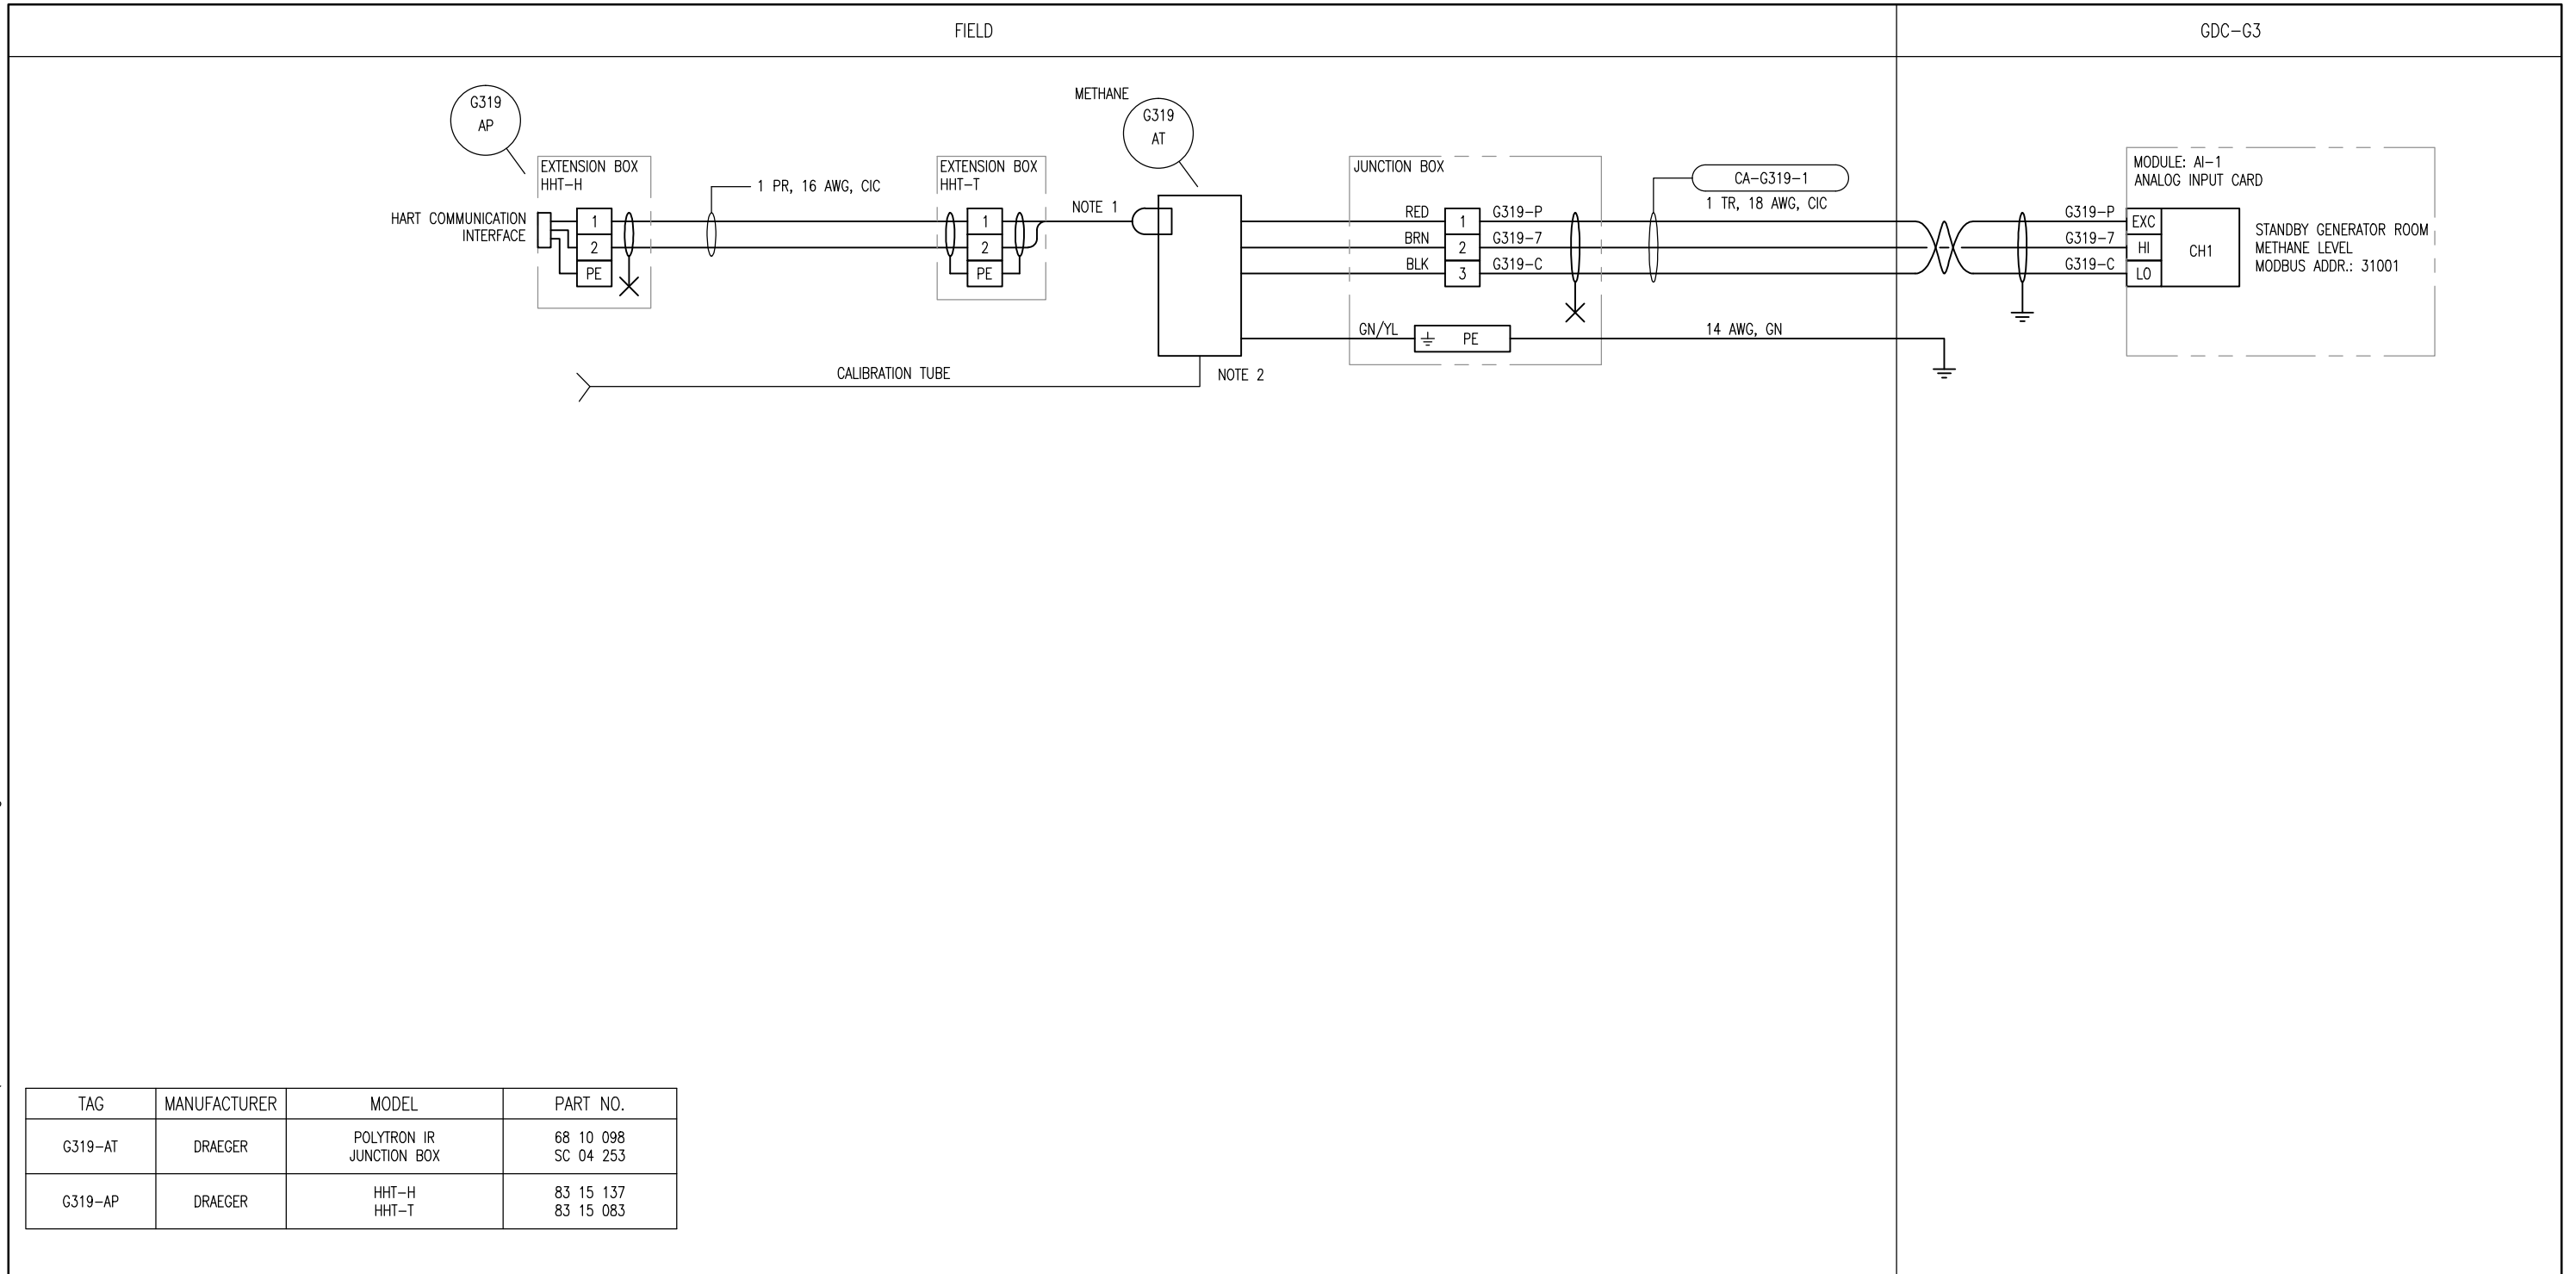 FIELD
GDC-G3
G319
AP
METHANE
G319
AT
EXTENSION BOX
HHT-H
1 PR, 16 AWG, CIC
EXTENSION BOX
HHT-T
NOTE 1
JUNCTION BOX
CA-G319-1
1 TR, 18 AWG, CIC
MODULE: AI-1
ANALOG INPUT CARD
HART COMMUNICATION
INTERFACE
1
2
PE
1
2
PE
RED
BRN
BLK
1
2
3
G319-P
G319-7
G319-C
G319-P
G319-7
G319-C
EXC
HI
LO
CH1
STANDBY GENERATOR ROOM
METHANE LEVEL
MODBUS ADDR.: 31001
GN/YL
PE
14 AWG, GN
CALIBRATION TUBE
NOTE 2
TAG MANUFACTURER MODEL PART NO.
G319-AT DRAEGER POLYTRON IR 68 10 098
JUNCTION BOX SC 04 253
G319-AP DRAEGER HHT-H 83 15 137
HHT-T 83 15 083